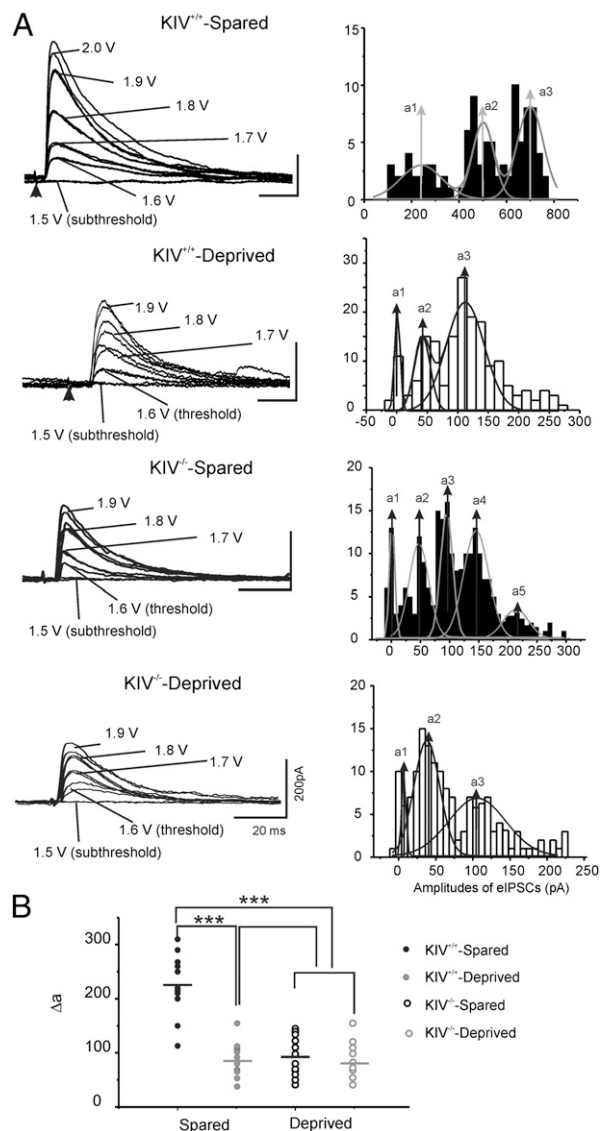 A
KIV+/+-Spared
2.0 V
1.9 V
1.8 V
1.7 V
1.6 V
1.5 V (subthreshold)
15
10
5
0
a1
a2
a3
200 400 600 800
KIV+/+-Deprived
1.9 V
1.8 V
1.7 V
1.6 V (threshold)
1.5 V (subthreshold)
20
15
10
5
0
a1
a2
a3
-50 0 50 100 150 200 250 300
KIV-/--Spared
1.9 V
1.8 V
1.7 V
1.6 V (threshold)
1.5 V (subthreshold)
20
15
10
5
0
a1
a2
a3
a4
a5
0 50 100 150 200 250 300
KIV-/--Deprived
1.9 V
1.8 V
1.7 V
1.6 V (threshold)
1.5 V (subthreshold)
200pA
20 ms
20
15
10
5
0
a1
a2
a3
0 50 100 150 200
Amplitudes of eIPSCs (pA)
B
***
***
300
200
100
0
Δa
Spared Deprived
KIV+/+-Spared
KIV+/+-Deprived
KIV-/--Spared
KIV-/--Deprived